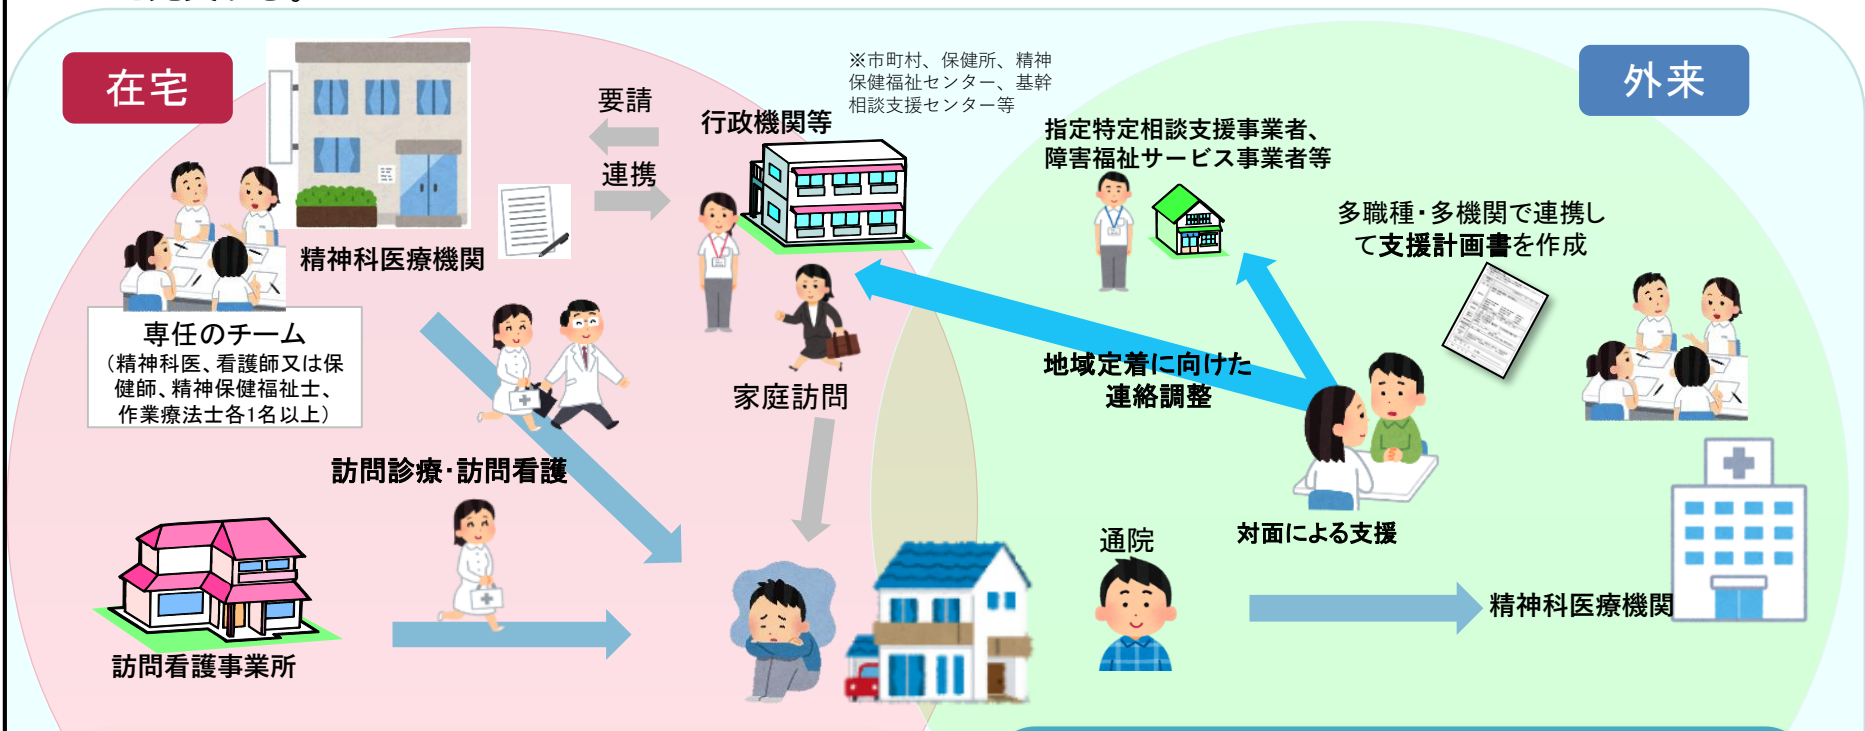 在宅
外来
※市町村、保健所、精神
保健福祉センター、基幹
相談支援センター等
要請
連携
行政機関等
指定特定相談支援事業者、
障害福祉サービス事業者等
多職種・多機関で連携し
て支援計画書を作成
精神科医療機関
専任のチーム
（精神科医、看護師又は保
健師、精神保健福祉士、
作業療法士各1名以上）
家庭訪問
地域定着に向けた
連絡調整
訪問診療・訪問看護
対面による支援
通院
精神科医療機関
訪問看護事業所